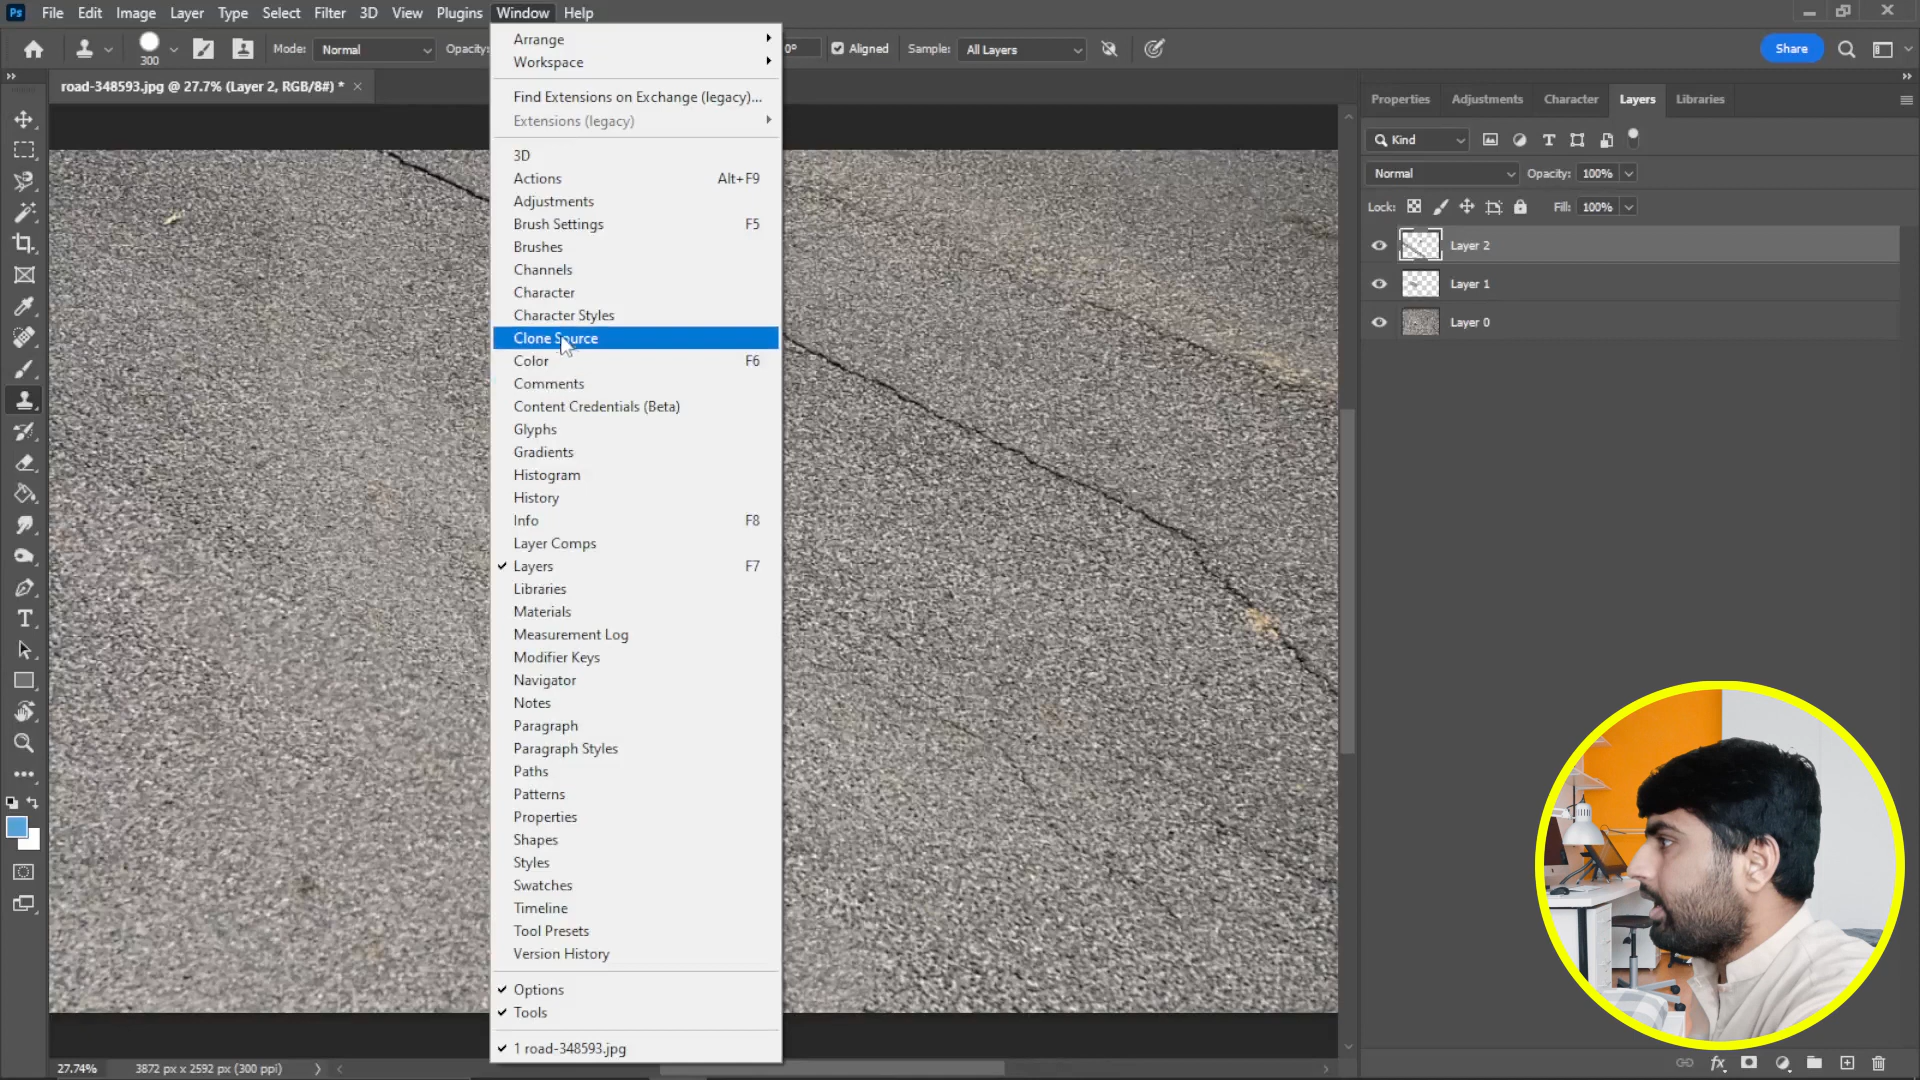 Ps File Edit Image Layer Type Select Filter 3D View Plugins Window Help
300 Mode: Normal Opacity: 0° Aligned Sample: All Layers Share
road-348593.jpg @ 27.7% (Layer 2, RGB/8#) *
Arrange
Workspace
Find Extensions on Exchange (legacy)...
Extensions (legacy)
3D
Actions Alt+F9
Adjustments
Brush Settings F5
Brushes
Channels
Character
Character Styles
Clone Source
Color F6
Comments
Content Credentials (Beta)
Glyphs
Gradients
Histogram
History
Info F8
Layer Comps
Layers F7
Libraries
Materials
Measurement Log
Modifier Keys
Navigator
Notes
Paragraph
Paragraph Styles
Paths
Patterns
Properties
Shapes
Styles
Swatches
Timeline
Tool Presets
Version History
Options
Tools
1 road-348593.jpg
Properties Adjustments Character Layers Libraries
Kind
Normal Opacity: 100%
Lock: Fill: 100%
Layer 2
Layer 1
Layer 0
27.74% 3872 px x 2592 px (300 ppi)